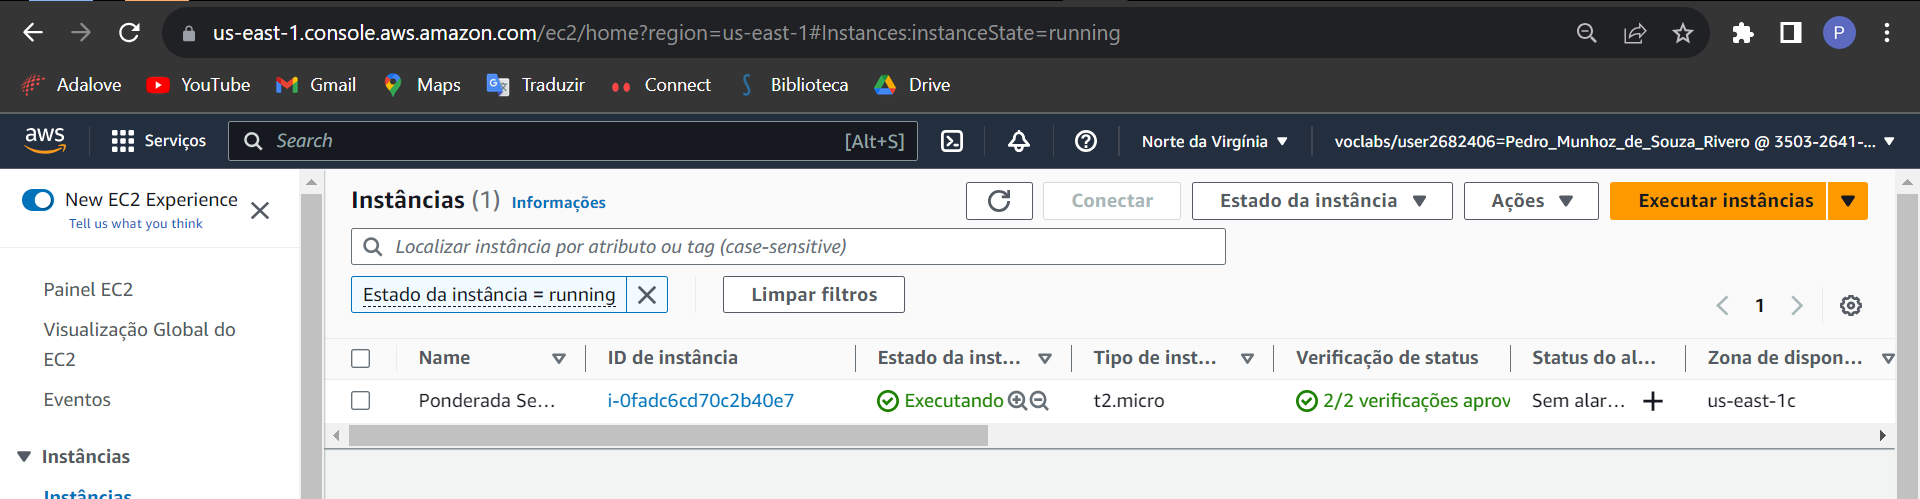 us-east-1.console.aws.amazon.com/ec2/home?region=us-east-1#Instances:instanceState=running
P
Adalove YouTube Gmail Maps Traduzir Connect Biblioteca Drive
aws Serviços Search [Alt+S] Norte da Virgínia voclabs/user2682406=Pedro_Munhoz_de_Souza_Rivero @ 3503-2641-...
New EC2 Experience
Tell us what you think
Painel EC2
Visualização Global do
EC2
Eventos
Instâncias
Instâncias
Instâncias (1) Informações Conectar Estado da instância Ações Executar instâncias
Localizar instância por atributo ou tag (case-sensitive)
Estado da instância = running Limpar filtros
1
Name ID de instância Estado da inst... Tipo de inst... Verificação de status Status do al... Zona de dispon...
Ponderada Se... i-0fadc6cd70c2b40e7 Executando t2.micro 2/2 verificações aprov Sem alar... us-east-1c